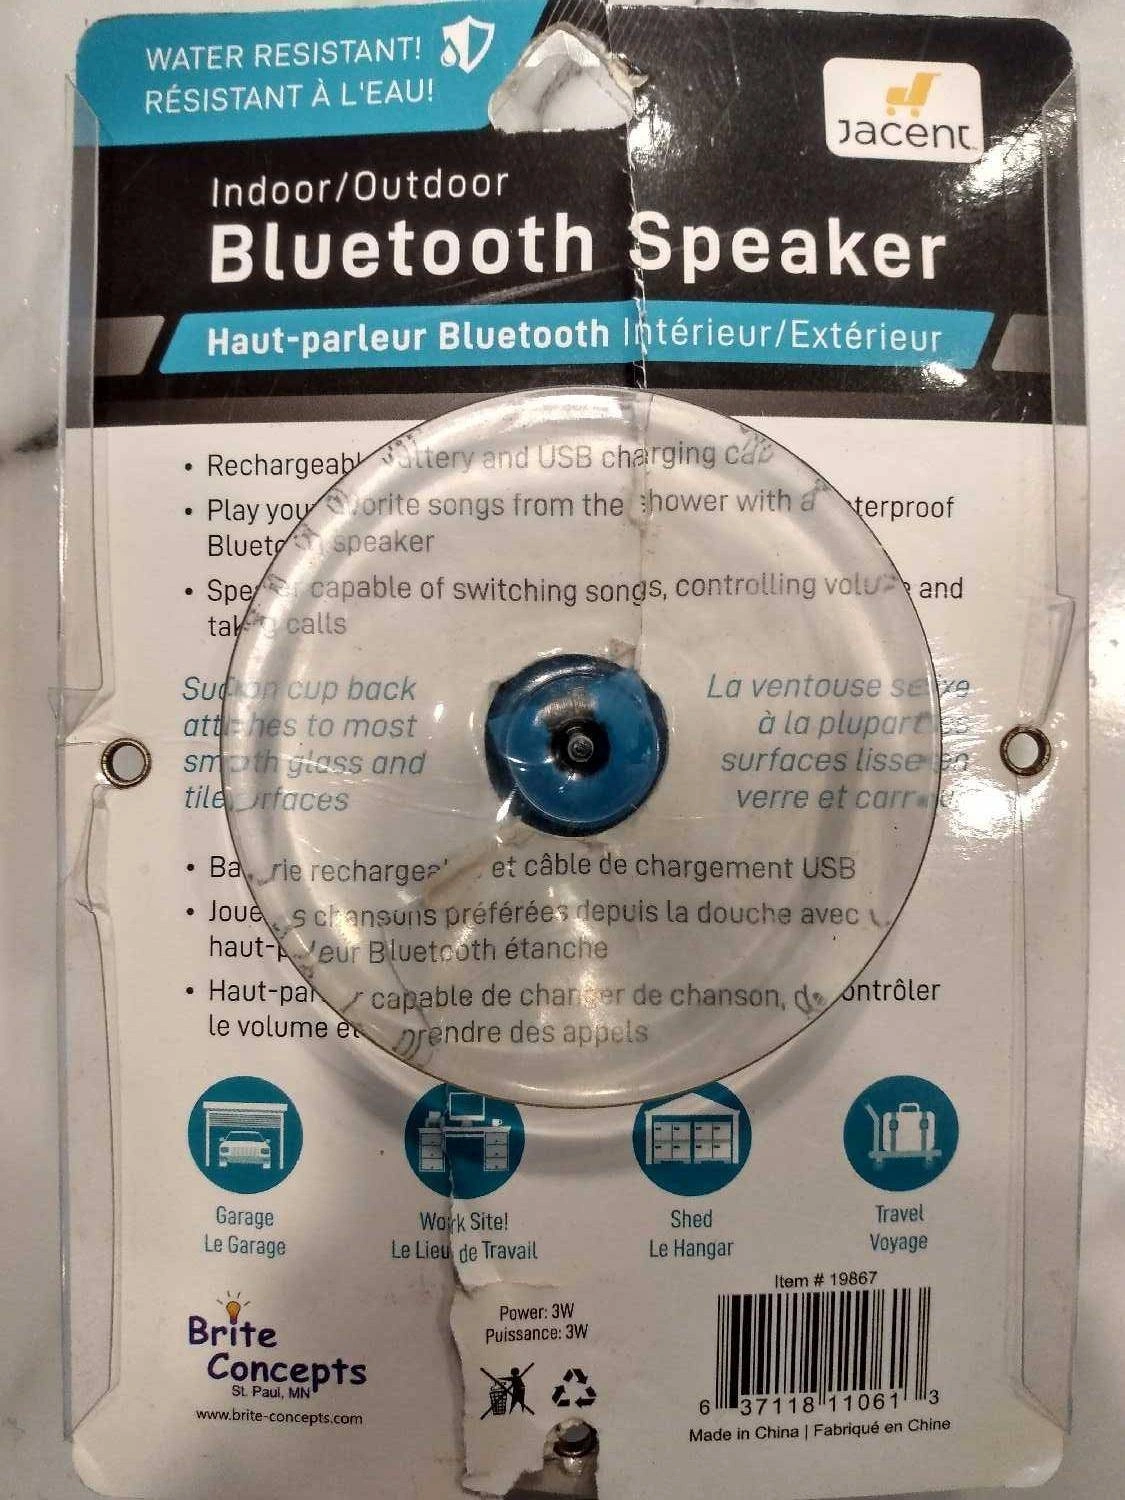 WATER RESISTANT!
RÉSISTANT À L'EAU!
Jacent
Indoor/Outdoor
Bluetooth Speaker
Haut-parleur Bluetooth Intérieur/Extérieur
• Rechargeable battery and USB charging cab
• Play your favorite songs from the shower with a waterproof
Bluetooth speaker
• Speaker capable of switching songs, controlling volume and
taking calls
Suction cup back
attaches to most
smooth glass and
tile surfaces
La ventouse se fixe
à la plupart des
surfaces lisses en
verre et carr
• Batterie rechargeable et câble de chargement USB
• Jouez vos chansons préférées depuis la douche avec
haut-parleur Bluetooth étanche
• Haut-parleur capable de changer de chanson, de contrôler
le volume et prendre des appels
Garage
Le Garage
Work Site!
Le Lieu de Travail
Shed
Le Hangar
Travel
Voyage
Brite
Concepts
St. Paul, MN
www.brite-concepts.com
Power: 3W
Puissance: 3W
Item # 19867
6 37118 11061 3
Made in China | Fabriqué en Chine